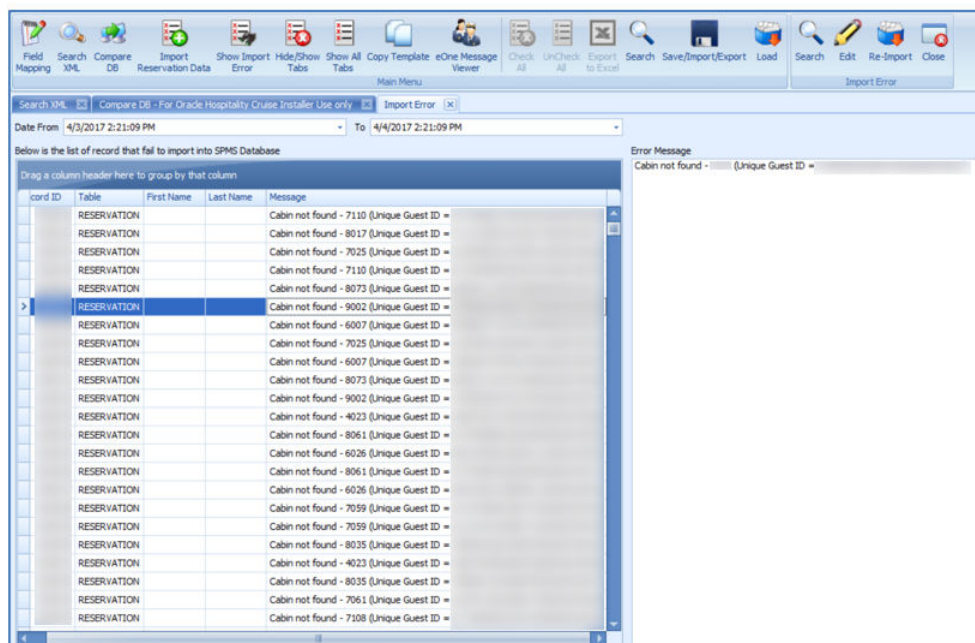 Field Mapping
Search XML
Compare DB
Import Reservation Data
Show Import Error
Hide/Show Tabs
Show All Tabs
Copy Template
eOne Message Viewer
Check All
UnCheck All
Export to Excel
Search
Save/Import/Export
Load
Search
Edit
Re-Import
Close
Main Menu
Import Error
Search XML
Compare DB - For Oracle Hospitality Cruise Installer Use only
Import Error
Date From 4/3/2017 2:21:09 PM To 4/4/2017 2:21:09 PM
Below is the list of record that fail to import into SPMS Database
Error Message
Cabin not found - (Unique Guest ID =
Drag a column header here to group by that column
cord ID Table First Name Last Name Message
RESERVATION Cabin not found - 7110 (Unique Guest ID =
RESERVATION Cabin not found - 8017 (Unique Guest ID =
RESERVATION Cabin not found - 7025 (Unique Guest ID =
RESERVATION Cabin not found - 7110 (Unique Guest ID =
RESERVATION Cabin not found - 8073 (Unique Guest ID =
RESERVATION Cabin not found - 9002 (Unique Guest ID =
RESERVATION Cabin not found - 6007 (Unique Guest ID =
RESERVATION Cabin not found - 7025 (Unique Guest ID =
RESERVATION Cabin not found - 6007 (Unique Guest ID =
RESERVATION Cabin not found - 8073 (Unique Guest ID =
RESERVATION Cabin not found - 9002 (Unique Guest ID =
RESERVATION Cabin not found - 4023 (Unique Guest ID =
RESERVATION Cabin not found - 8061 (Unique Guest ID =
RESERVATION Cabin not found - 6026 (Unique Guest ID =
RESERVATION Cabin not found - 8061 (Unique Guest ID =
RESERVATION Cabin not found - 6026 (Unique Guest ID =
RESERVATION Cabin not found - 7059 (Unique Guest ID =
RESERVATION Cabin not found - 7059 (Unique Guest ID =
RESERVATION Cabin not found - 8035 (Unique Guest ID =
RESERVATION Cabin not found - 4023 (Unique Guest ID =
RESERVATION Cabin not found - 8035 (Unique Guest ID =
RESERVATION Cabin not found - 7061 (Unique Guest ID =
RESERVATION Cabin not found - 7108 (Unique Guest ID =